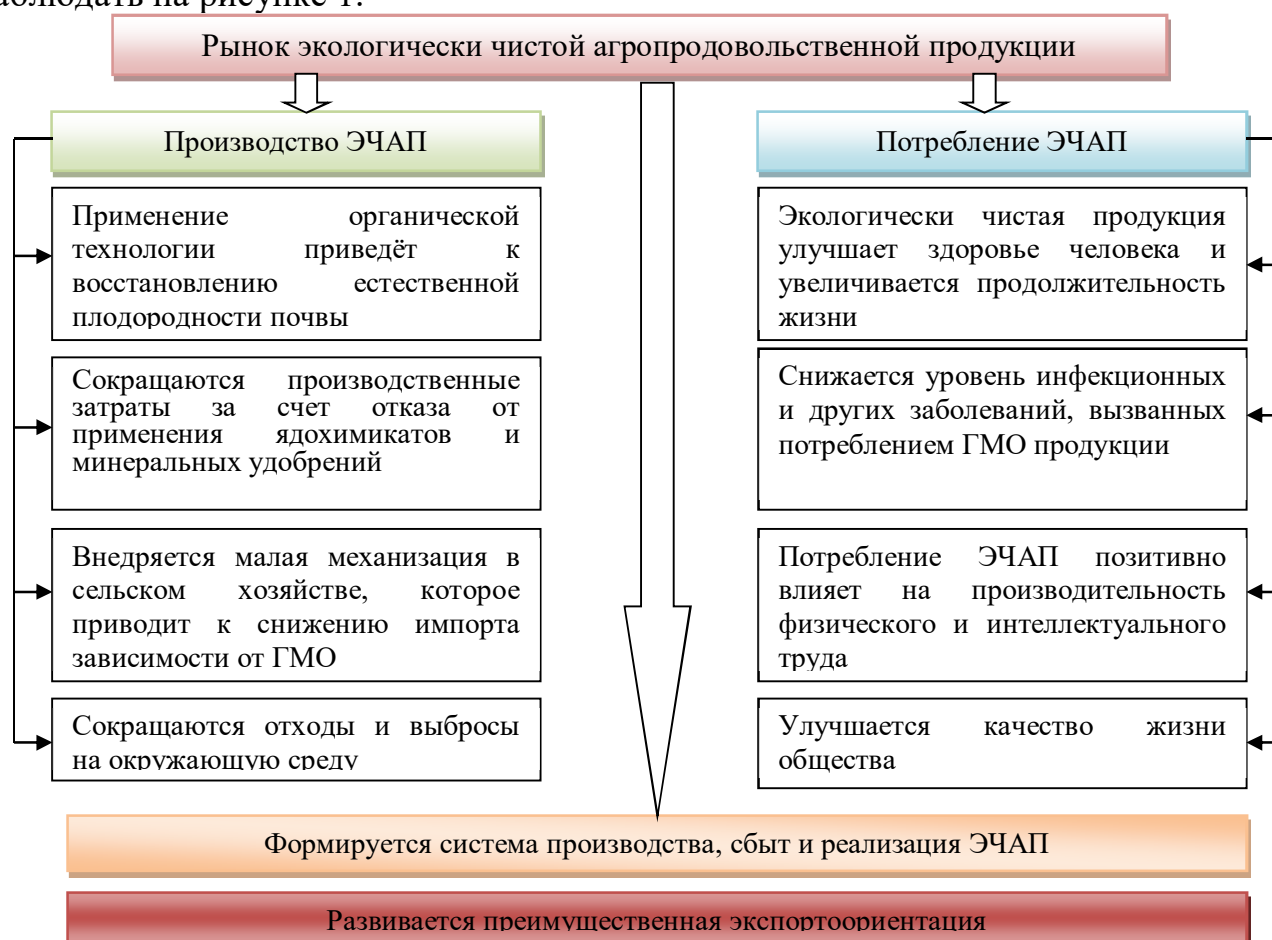 наблюдать на рисунке 1.
Рынок экологически чистой агропродовольственной продукции
Производство ЭЧАП
Применение органической
технологии приведёт к
восстановлению естественной
плодородности почвы
Сокращаются производственные
затраты за счет отказа от
применения ядохимикатов и
минеральных удобрений
Внедряется малая механизация в
сельском хозяйстве, которое
приводит к снижению импорта
зависимости от ГМО
Сокращаются отходы и выбросы
на окружающую среду
Потребление ЭЧАП
Экологически чистая продукция
улучшает здоровье человека и
увеличивается продолжительность
жизни
Снижается уровень инфекционных
и других заболеваний, вызванных
потреблением ГМО продукции
Потребление ЭЧАП позитивно
влияет на производительность
физического и интеллектуального
труда
Улучшается качество жизни
общества
Формируется система производства, сбыт и реализация ЭЧАП
Развивается преимущественная экспортоориентация